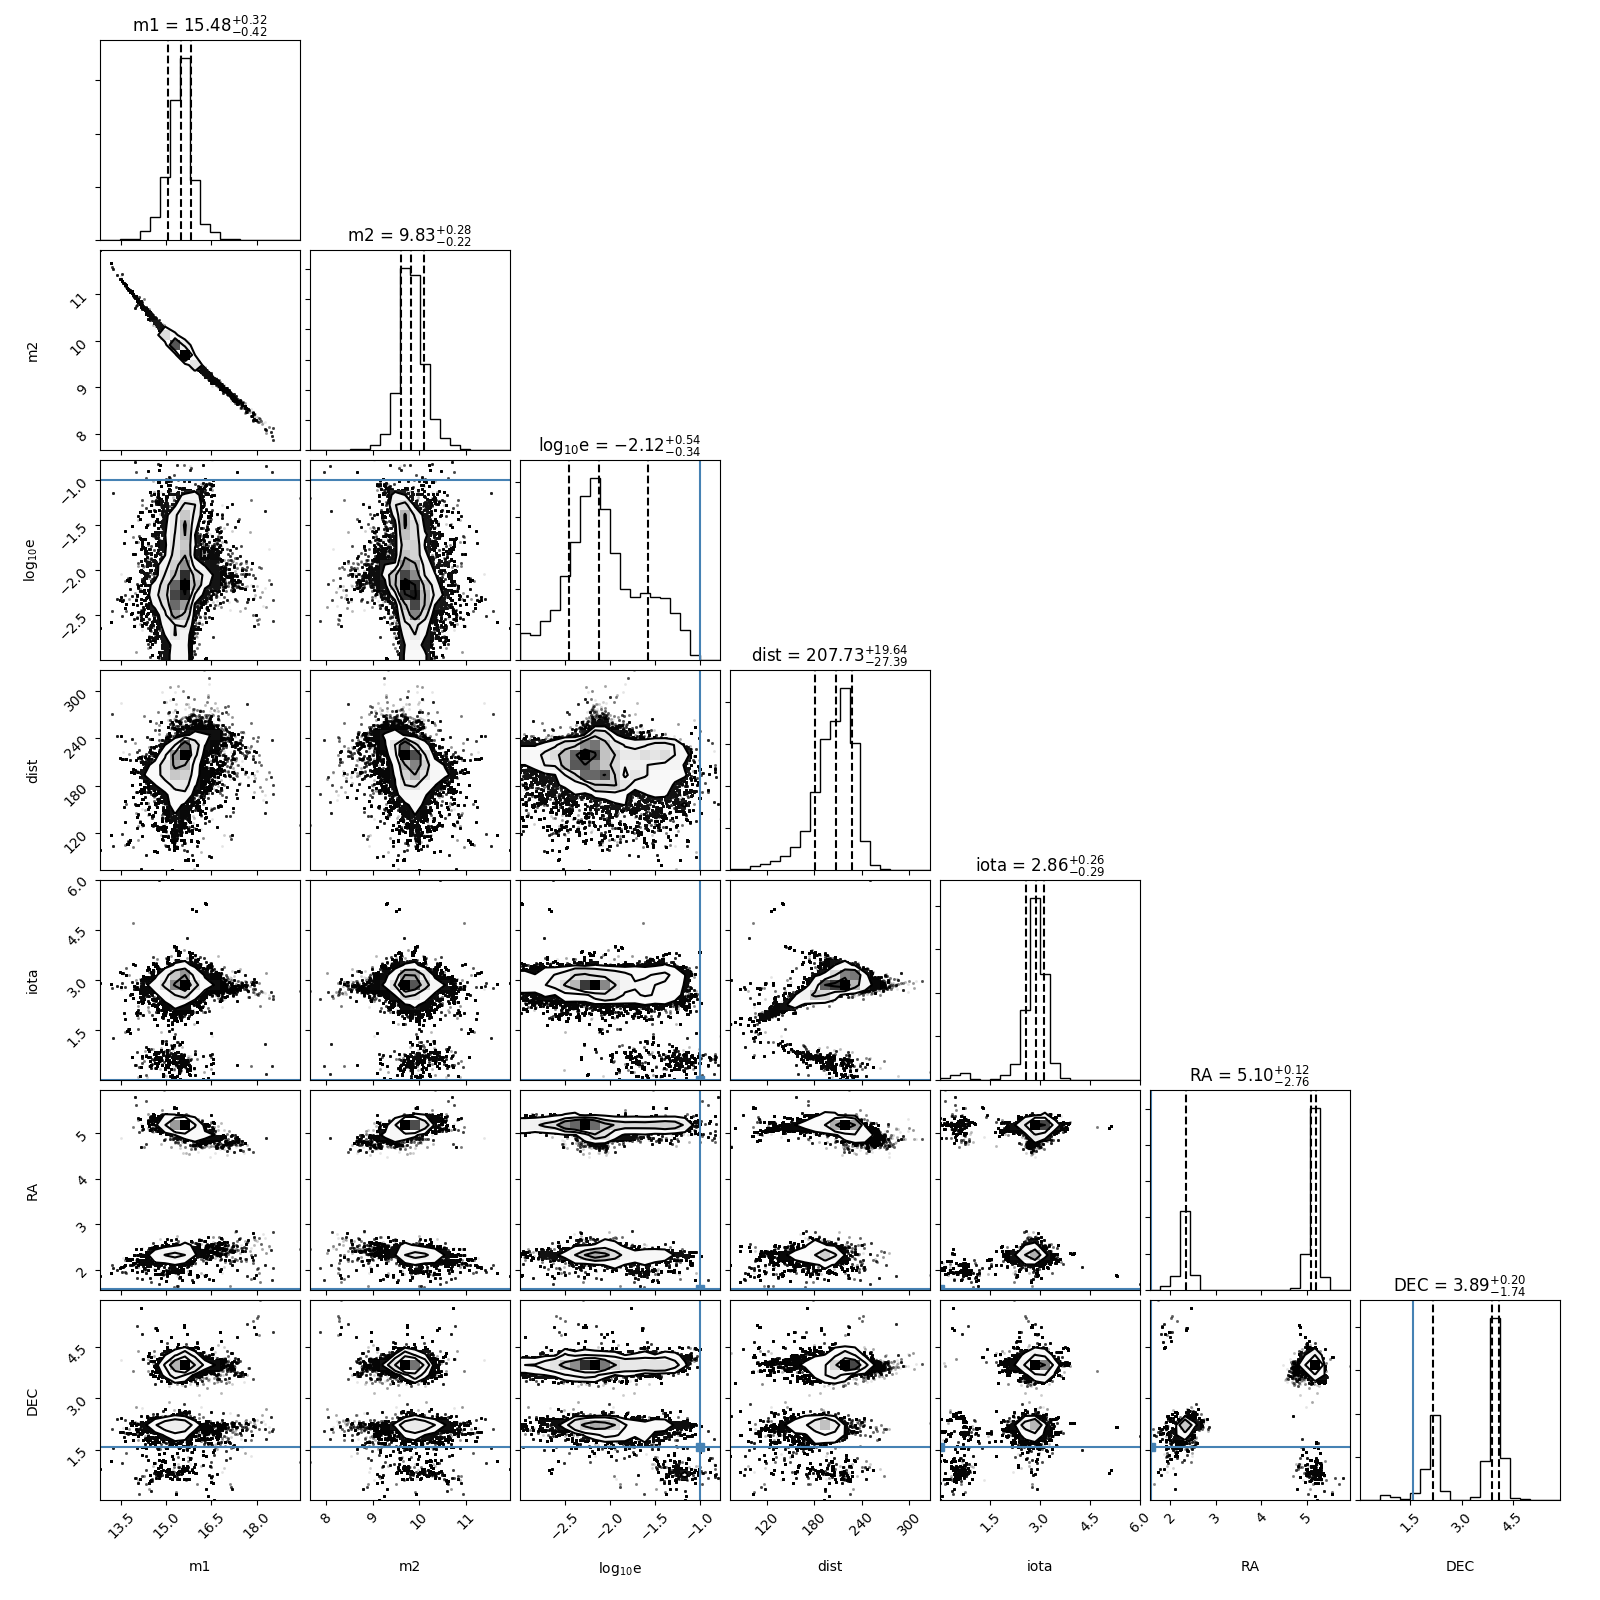 m1 = 15.48+0.32−0.42
m2 = 9.83+0.28−0.22
m2
11
10
9
8
log10e = −2.12+0.54−0.34
log10e
−1.0
−1.5
−2.0
−2.5
dist = 207.73+19.64−27.39
dist
300
240
180
120
iota = 2.86+0.26−0.29
iota
6.0
4.5
3.0
1.5
RA = 5.10+0.12−2.76
RA
5
4
3
2
DEC = 3.89+0.20−1.74
DEC
4.5
3.0
1.5
13.5 15.0 16.5 18.0 8 9 10 11 −2.5 −2.0 −1.5 −1.0 120 180 240 300 1.5 3.0 4.5 6.0 2 3 4 5 1.5 3.0 4.5
m1 m2 log10e dist iota RA DEC